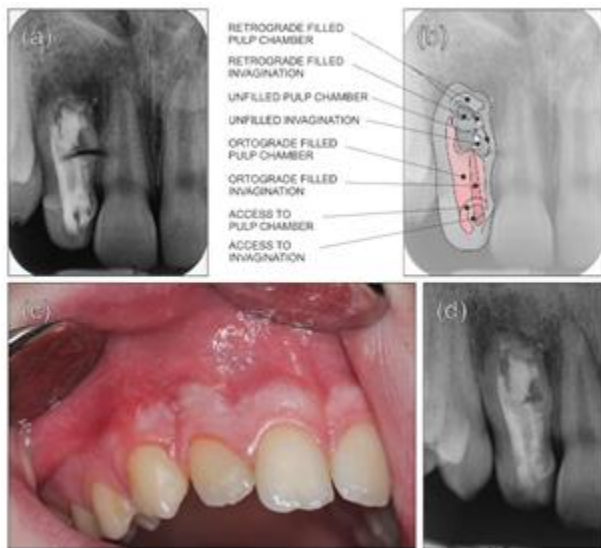 (a)
RETROGRADE FILLED
PULP CHAMBER
RETROGRADE FILLED
INVAGINATION
UNFILLED PULP CHAMBER
UNFILLED INVAGINATION
ORTOGRADE FILLED
PULP CHAMBER
ORTOGRADE FILLED
INVAGINATION
ACCESS TO
PULP CHAMBER
ACCESS TO
INVAGINATION
(b)
(c)
(d)